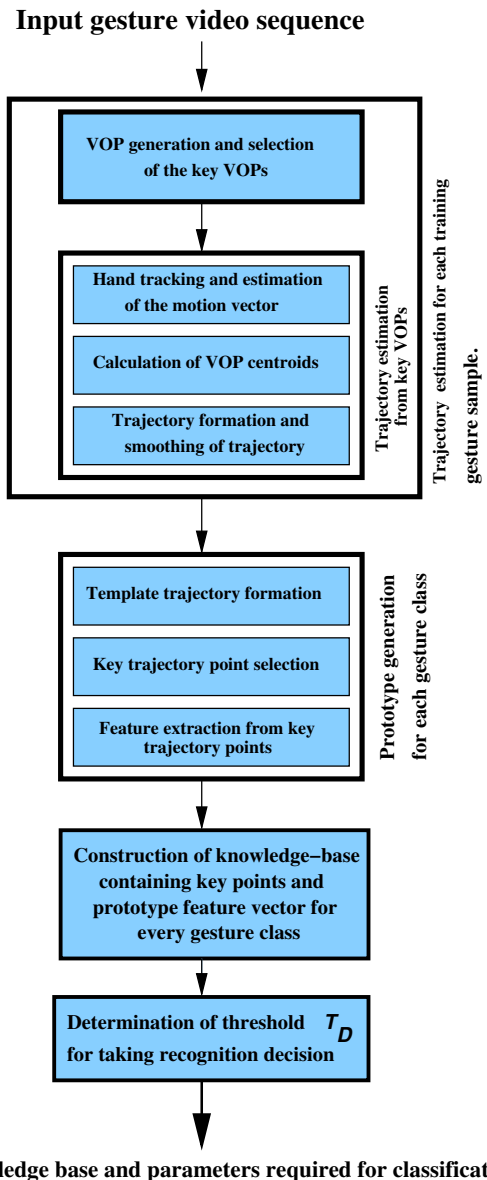 Input gesture video sequence
VOP generation and selection
of the key VOPs
Hand tracking and estimation
of the motion vector
Calculation of VOP centroids
Trajectory formation and
smoothing of trajectory
Trajectory estimation
from key VOPs
Trajectory estimation for each training
gesture sample.
Template trajectory formation
Key trajectory point selection
Feature extraction from key
trajectory points
Prototype generation
for each gesture class
Construction of knowledge−base
containing key points and
prototype feature vector for
every gesture class
Determination of threshold T_D
for taking recognition decision
base and parameters required for